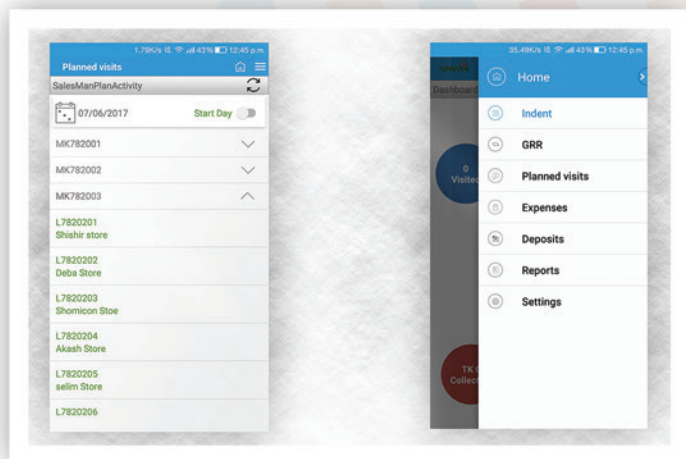 1.79K/s 43% 12:45 p.m.
Planned visits
SalesManPlanActivity
07/06/2017 Start Day
MK782001
MK782002
MK782003
L7820201
Shishir store
L7820202
Deba Store
L7820203
Shomicon Stoe
L7820204
Akash Store
L7820205
selim Store
L7820206
35.49K/s 43% 12:45 p.m.
Home
Dashboard
Indent
GRR
0
Visited
Planned visits
Expenses
Deposits
Reports
Settings
TK
Collect